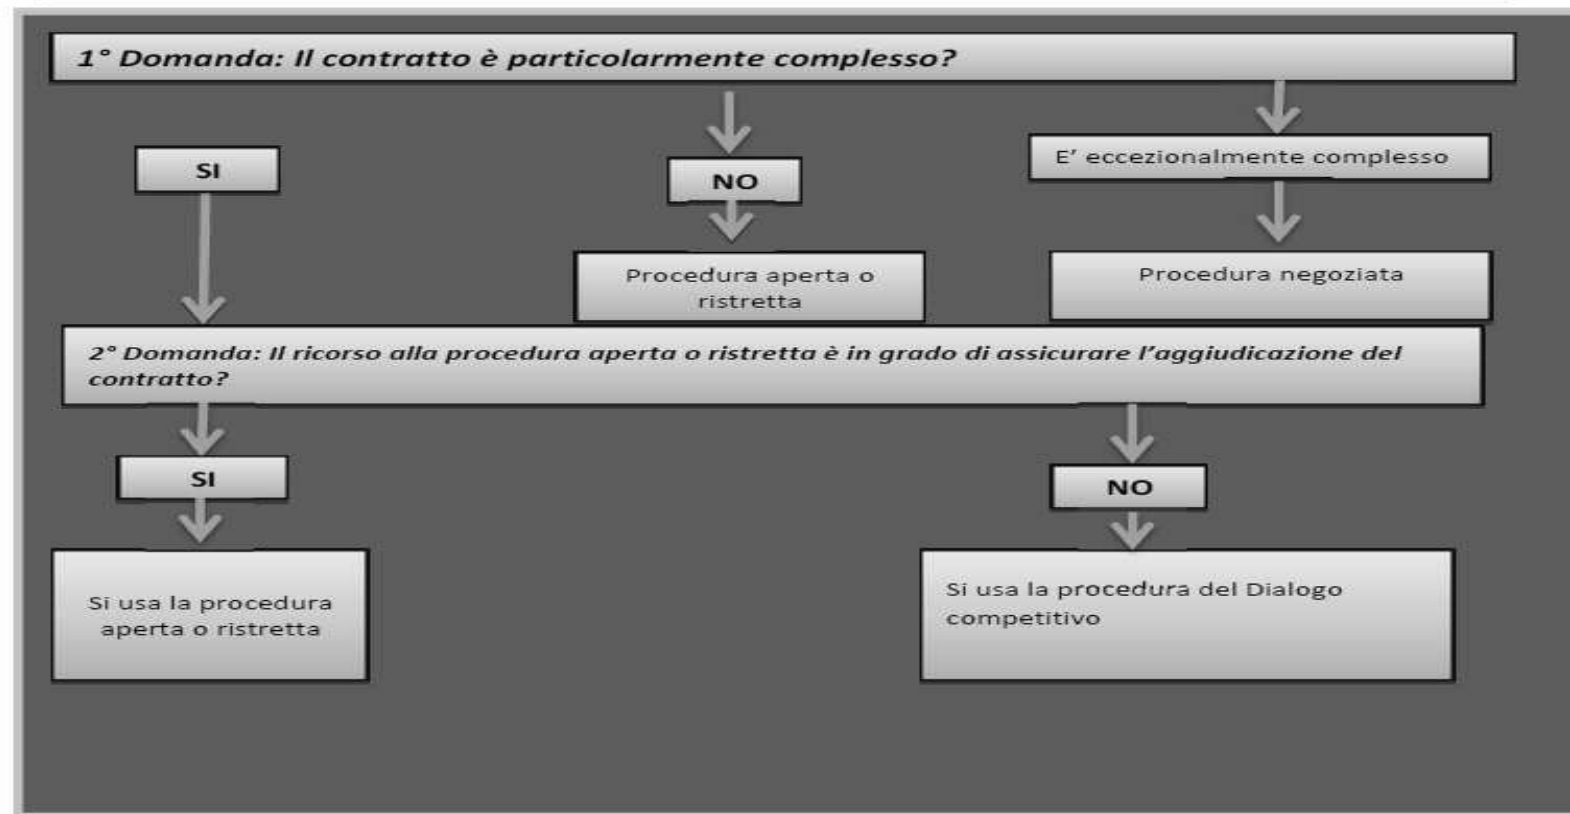 1° Domanda: Il contratto è particolarmente complesso?
SI
NO
E’ eccezionalmente complesso
Procedura aperta o
ristretta
Procedura negoziata
2° Domanda: Il ricorso alla procedura aperta o ristretta è in grado di assicurare l’aggiudicazione del
contratto?
SI
NO
Si usa la procedura
aperta o ristretta
Si usa la procedura del Dialogo
competitivo